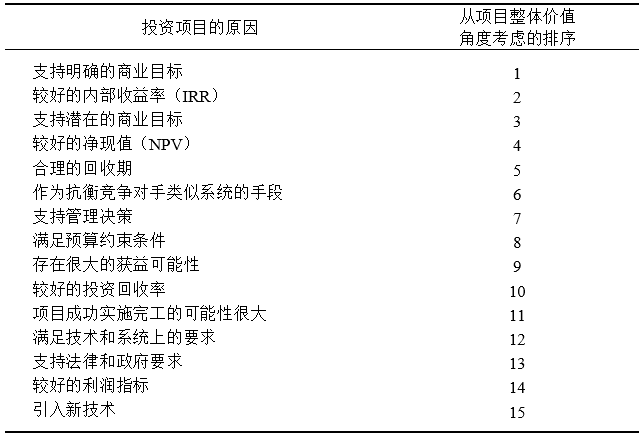 投资项目的原因 从项目整体价值
角度考虑的排序
支持明确的商业目标 1
较好的内部收益率（IRR） 2
支持潜在的商业目标 3
较好的净现值（NPV） 4
合理的回收期 5
作为抗衡竞争对手类似系统的手段 6
支持管理决策 7
满足预算约束条件 8
存在很大的获益可能性 9
较好的投资回收率 10
项目成功实施完工的可能性很大 11
满足技术和系统上的要求 12
支持法律和政府要求 13
较好的利润指标 14
引入新技术 15